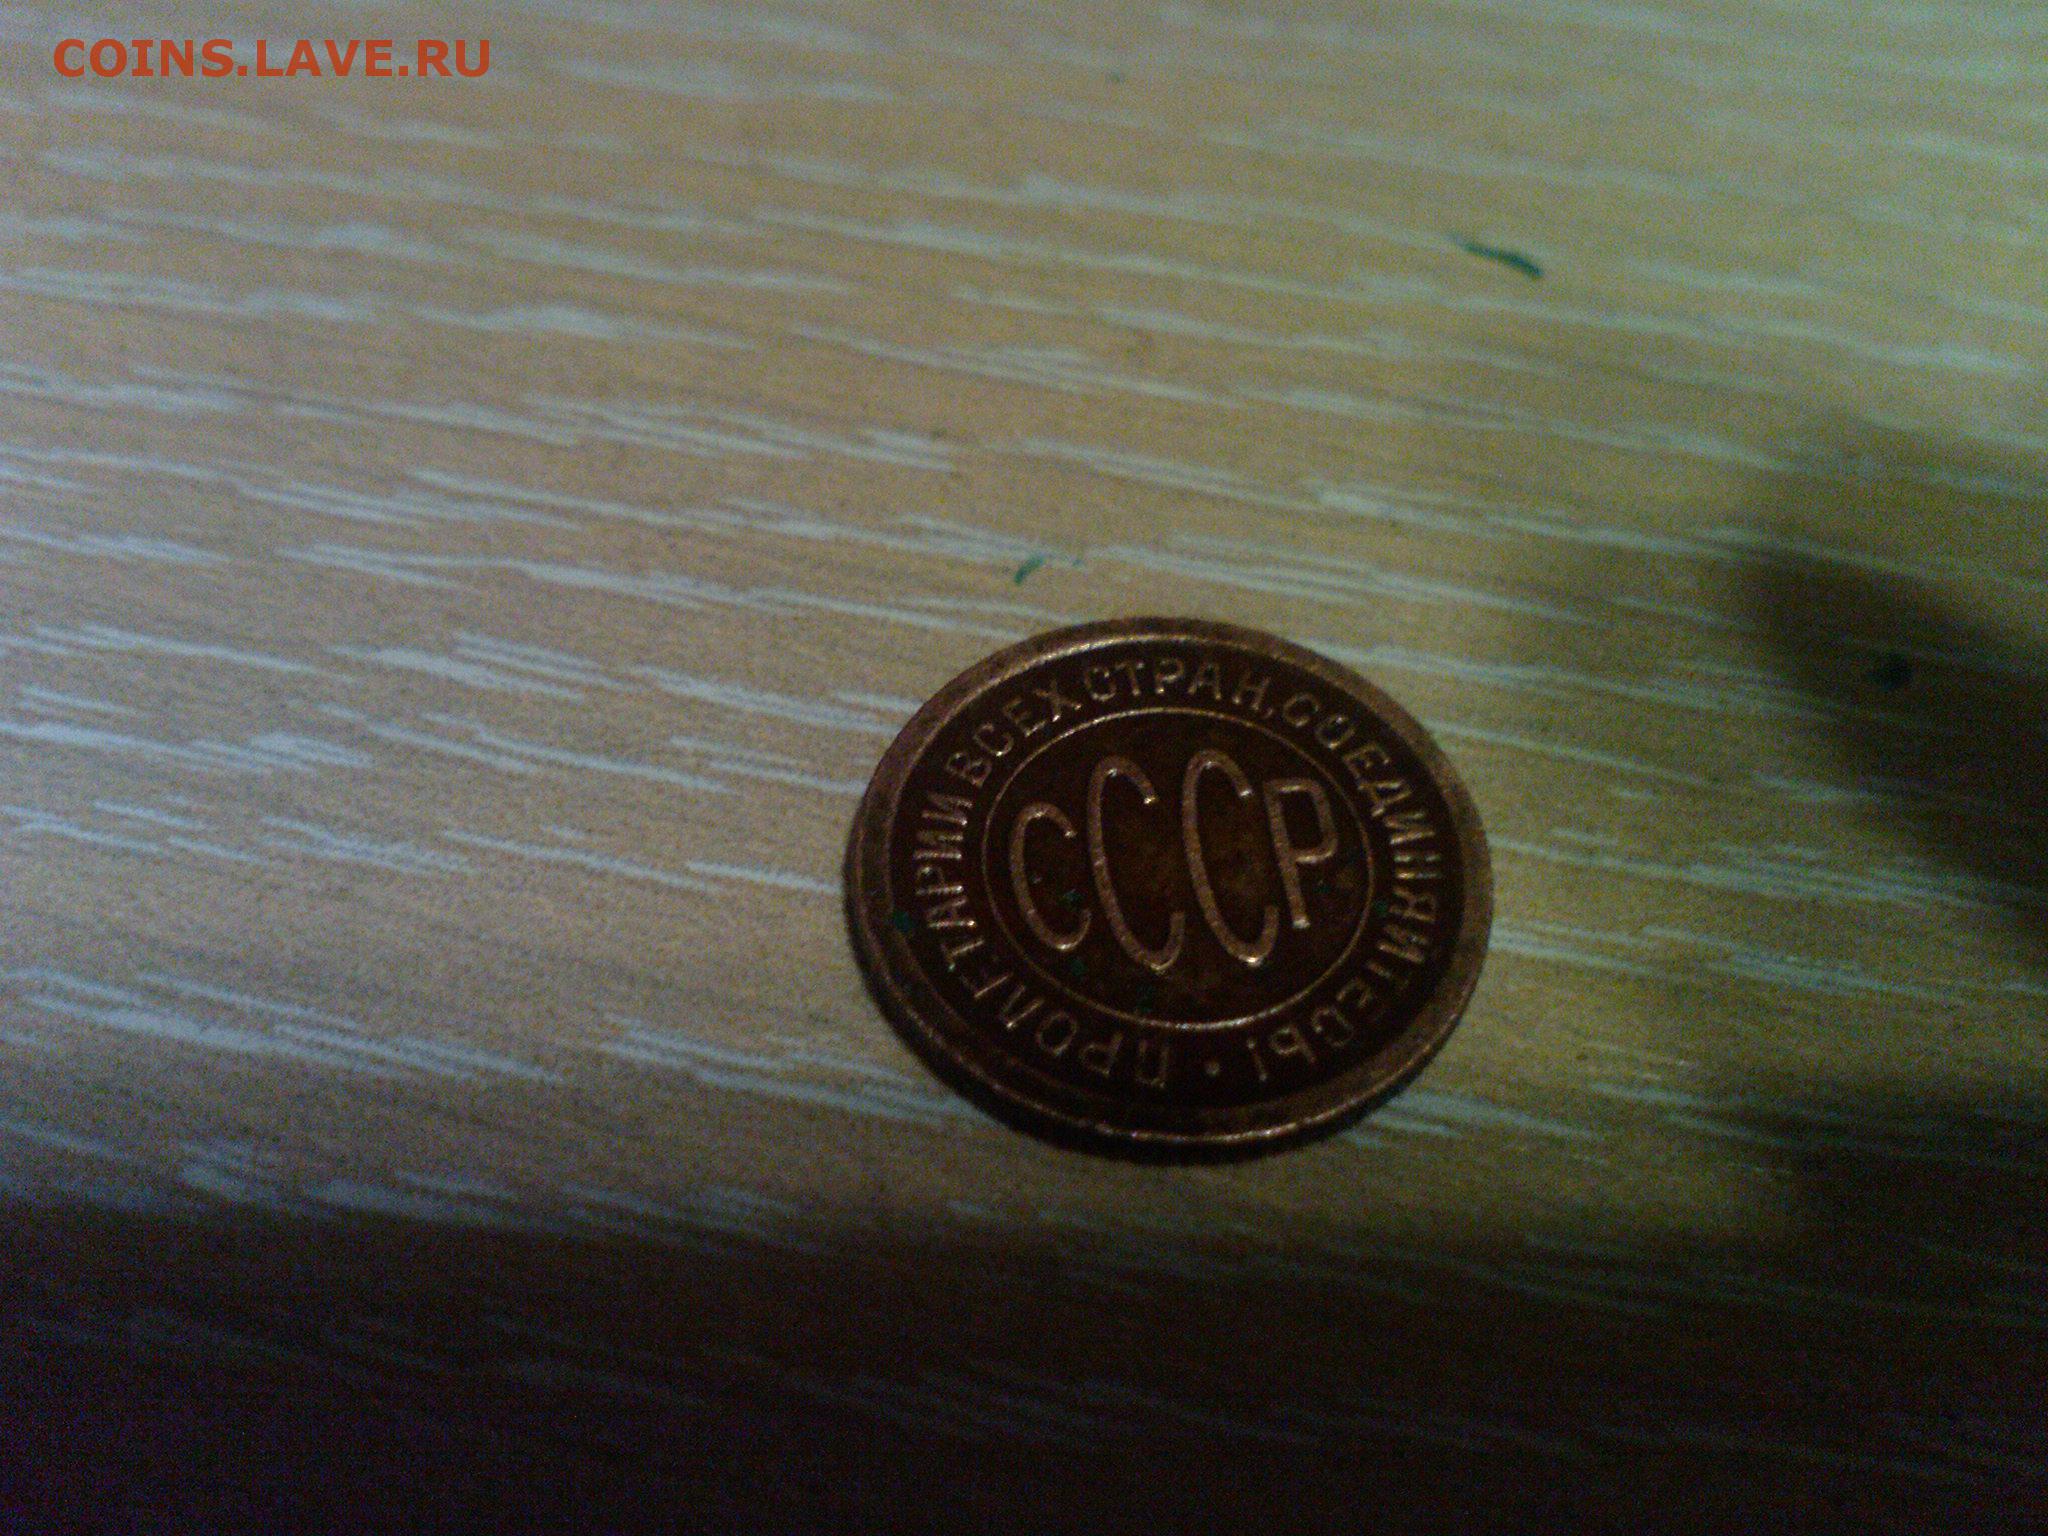 COINS.LAVE.RU
ПРОЛЕТАРИИ ВСЕХ СТРАН, СОЕДИНЯЙТЕСЬ! •
СССР